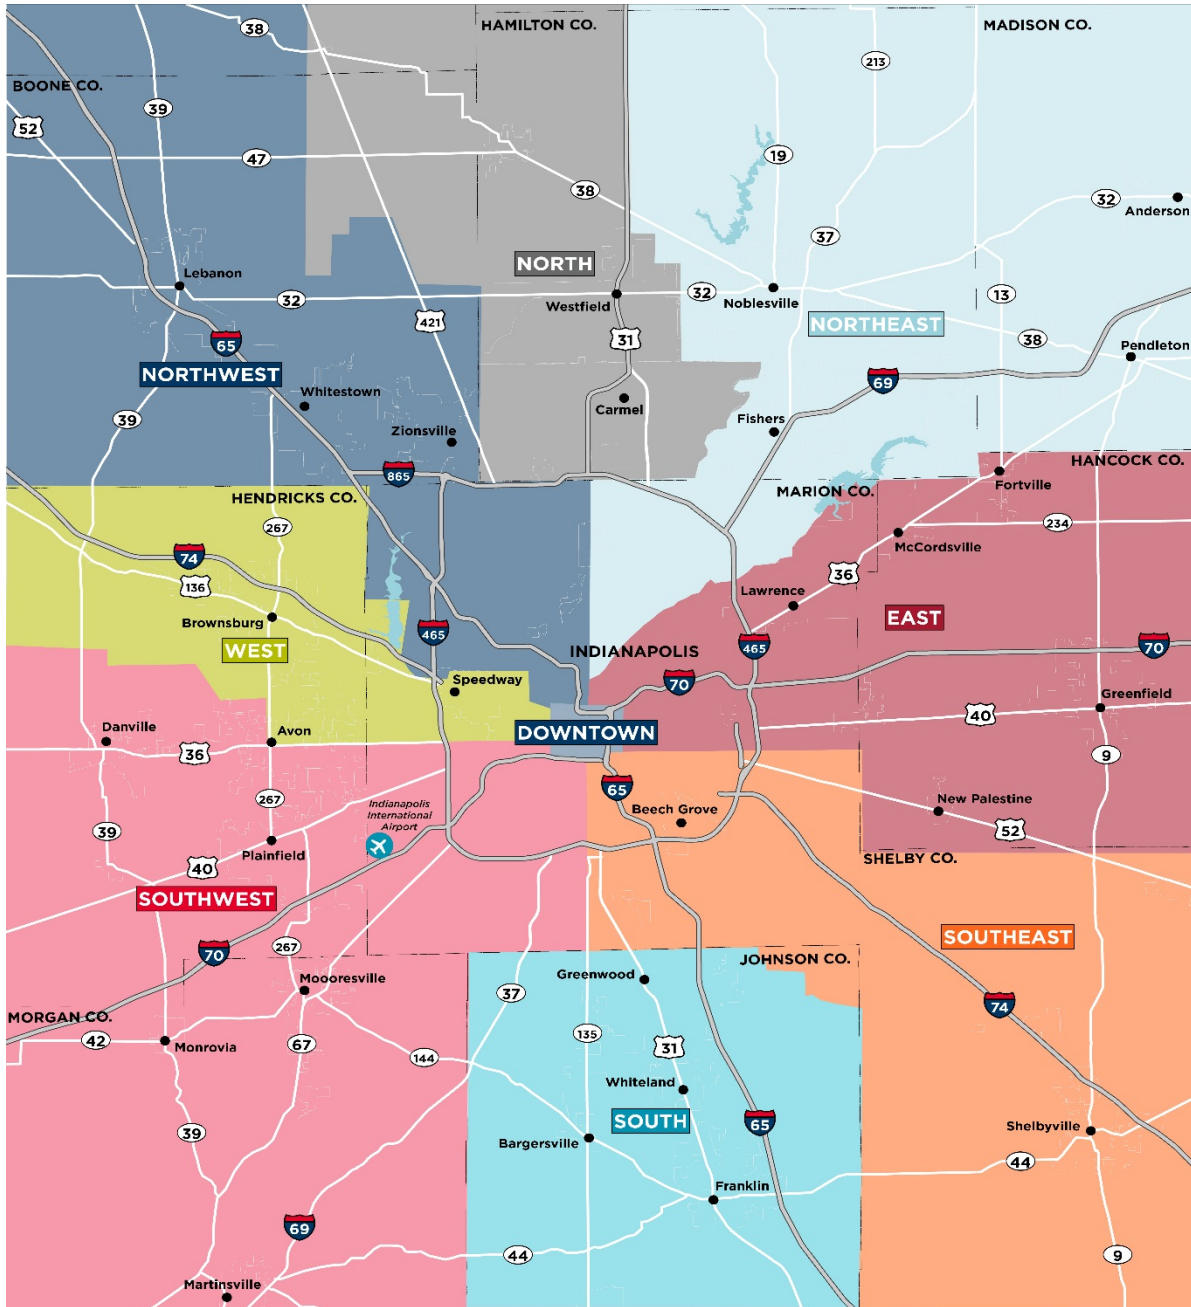 HAMILTON CO.
MADISON CO.
38
213
BOONE CO.
39
52
47
19
38
32
Anderson
37
NORTH
Lebanon
32
Westfield
32
Noblesville
13
421
NORTHEAST
65
31
38
Pendleton
NORTHWEST
69
Whitestown
39
Carmel
Fishers
Zionsville
865
HANCOCK CO.
Fortville
MARION CO.
HENDRICKS CO.
267
234
74
McCordsville
136
36
Lawrence
Brownsburg
EAST
465
465
70
WEST
INDIANAPOLIS
Speedway
70
Greenfield
40
Danville
Avon
DOWNTOWN
36
9
65
267
Indianapolis
International
Airport
Beech Grove
New Palestine
39
52
Plainfield
40
SHELBY CO.
SOUTHWEST
SOUTHEAST
267
70
JOHNSON CO.
Greenwood
Moooresville
37
74
MORGAN CO.
135
42
Monrovia
67
31
144
Whiteland
SOUTH
65
Shelbyville
39
Bargersville
44
Franklin
69
44
9
Martinsville